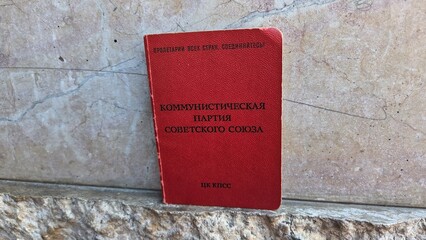 ПРОЛЕТАРИИ ВСЕХ СТРАН, СОЕДИНЯЙТЕСЬ!
КОММУНИСТИЧЕСКАЯ
ПАРТИЯ
СОВЕТСКОГО СОЮЗА
ЦК КПСС